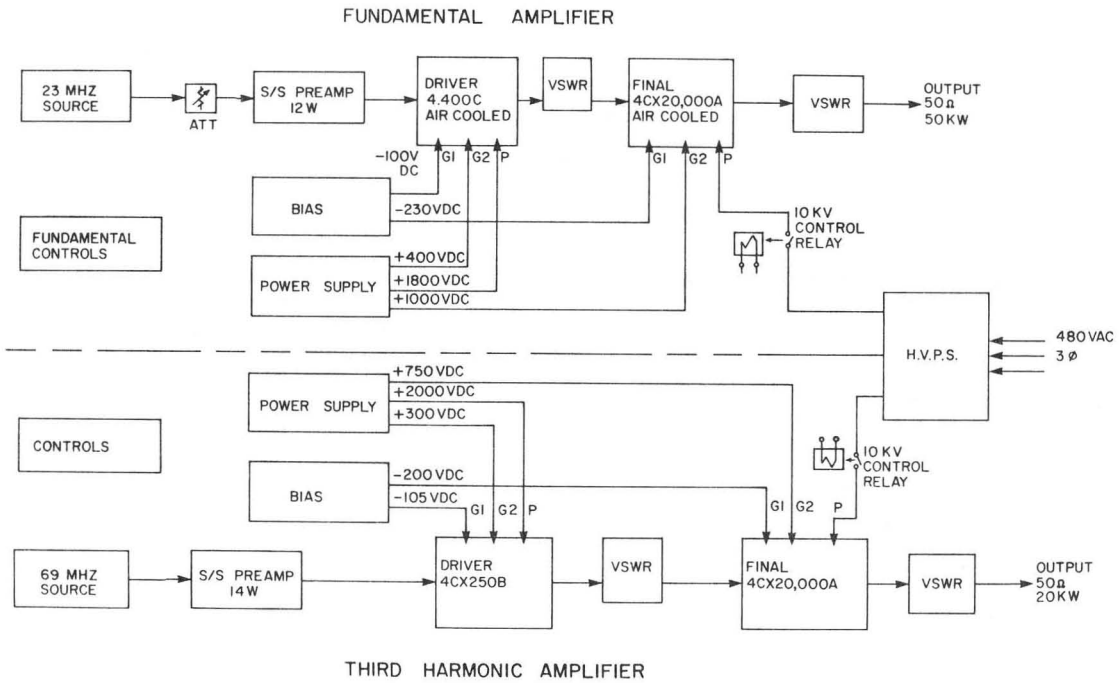 FUNDAMENTAL AMPLIFIER
23 MHZ
SOURCE
ATT
S/S PREAMP
12W
DRIVER
4.400C
AIR COOLED
VSWR
FINAL
4CX20,000A
AIR COOLED
VSWR
OUTPUT
50Ω
50KW
-100V
DC
G1
G2
P
G1
G2
P
BIAS
-230VDC
FUNDAMENTAL
CONTROLS
POWER SUPPLY
+400VDC
+1800VDC
+1000VDC
10 KV
CONTROL
RELAY
H.V.P.S.
480VAC
3 ø
POWER SUPPLY
+750VDC
+2000VDC
+300VDC
CONTROLS
BIAS
-200VDC
-105VDC
G1
G2
P
G1
G2
P
10 KV
CONTROL
RELAY
69 MHZ
SOURCE
S/S PREAMP
14W
DRIVER
4CX250B
VSWR
FINAL
4CX20,000A
VSWR
OUTPUT
50Ω
20KW
THIRD HARMONIC AMPLIFIER